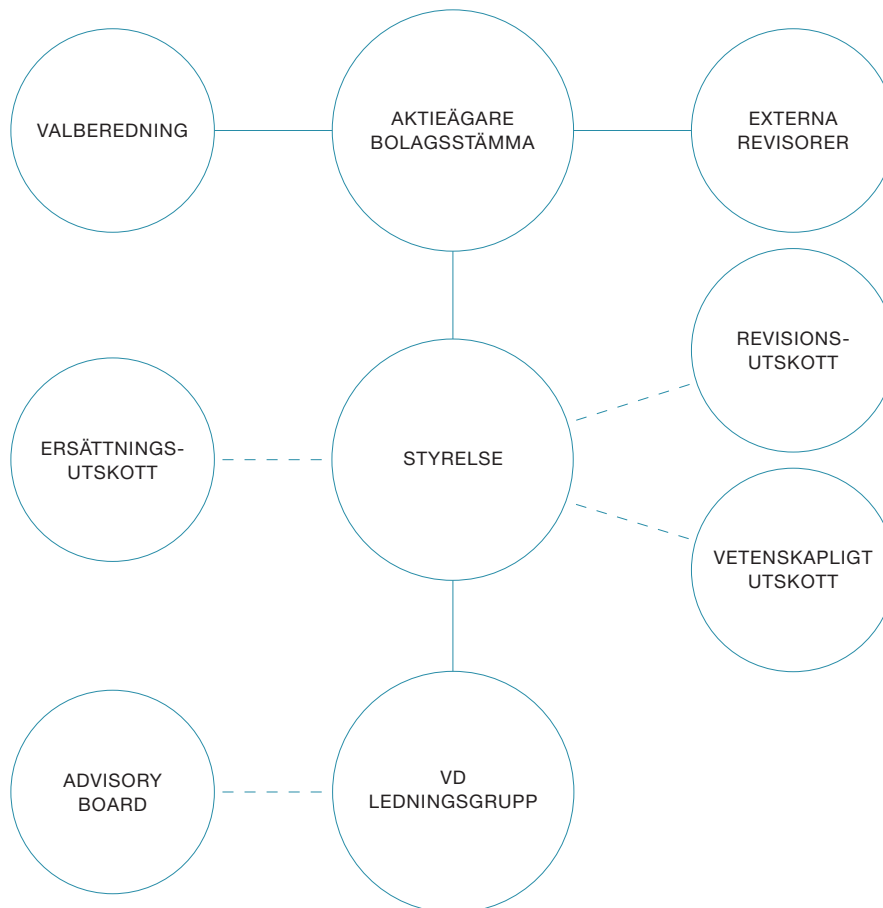 VALBEREDNING
AKTIEÄGARE
BOLAGSSTÄMMA
EXTERNA
REVISORER
REVISIONS-
UTSKOTT
ERSÄTTNINGS-
UTSKOTT
STYRELSE
VETENSKAPLIGT
UTSKOTT
ADVISORY
BOARD
VD
LEDNINGSGRUPP